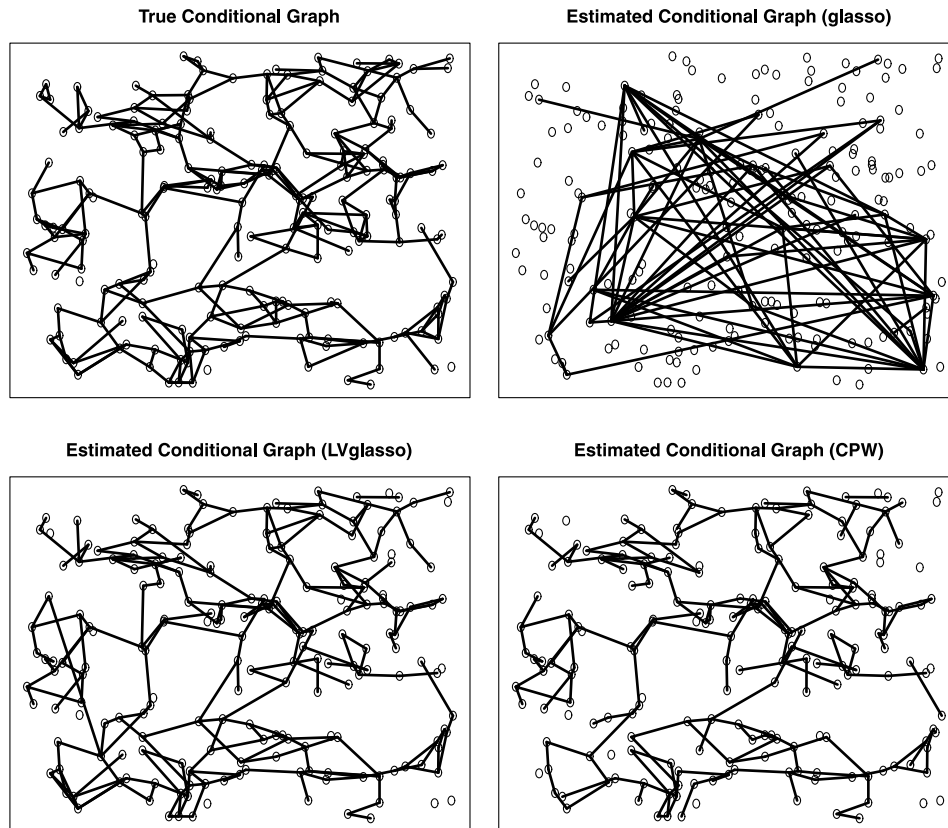 True Conditional Graph
Estimated Conditional Graph (glasso)
Estimated Conditional Graph (LVglasso)
Estimated Conditional Graph (CPW)